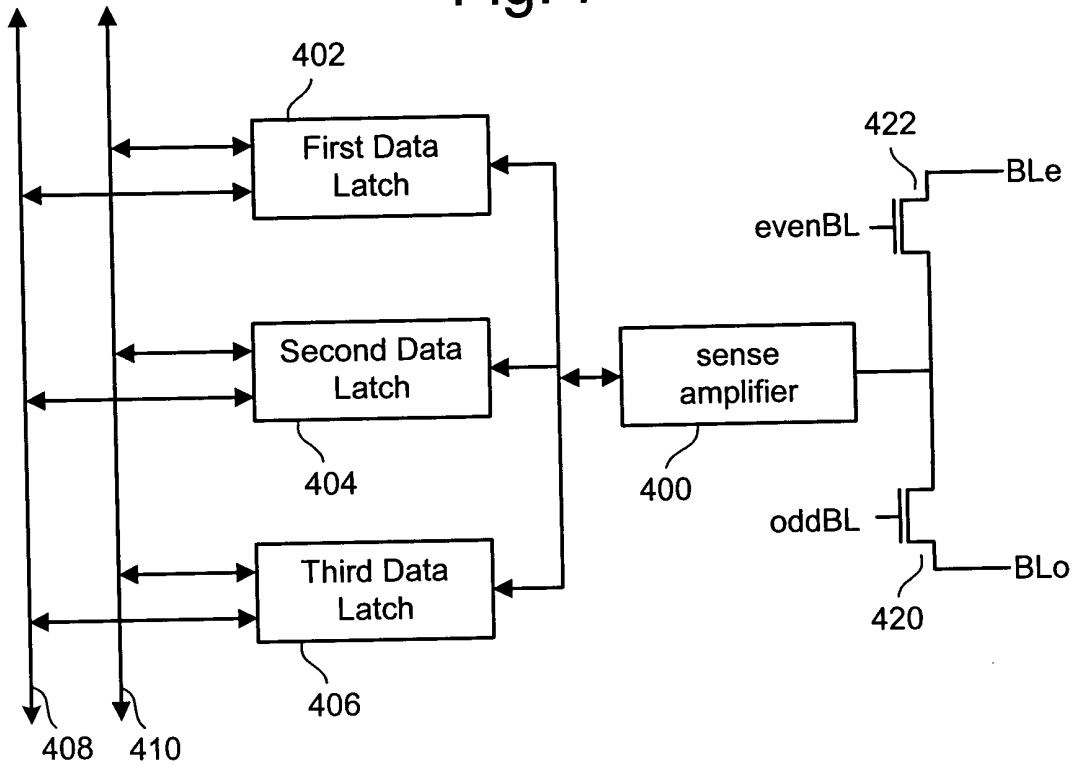 Fig.
402
First Data
Latch
422
BLe
evenBL
Second Data
Latch
sense
amplifier
404
400
oddBL
Third Data
Latch
BLo
420
406
408
410